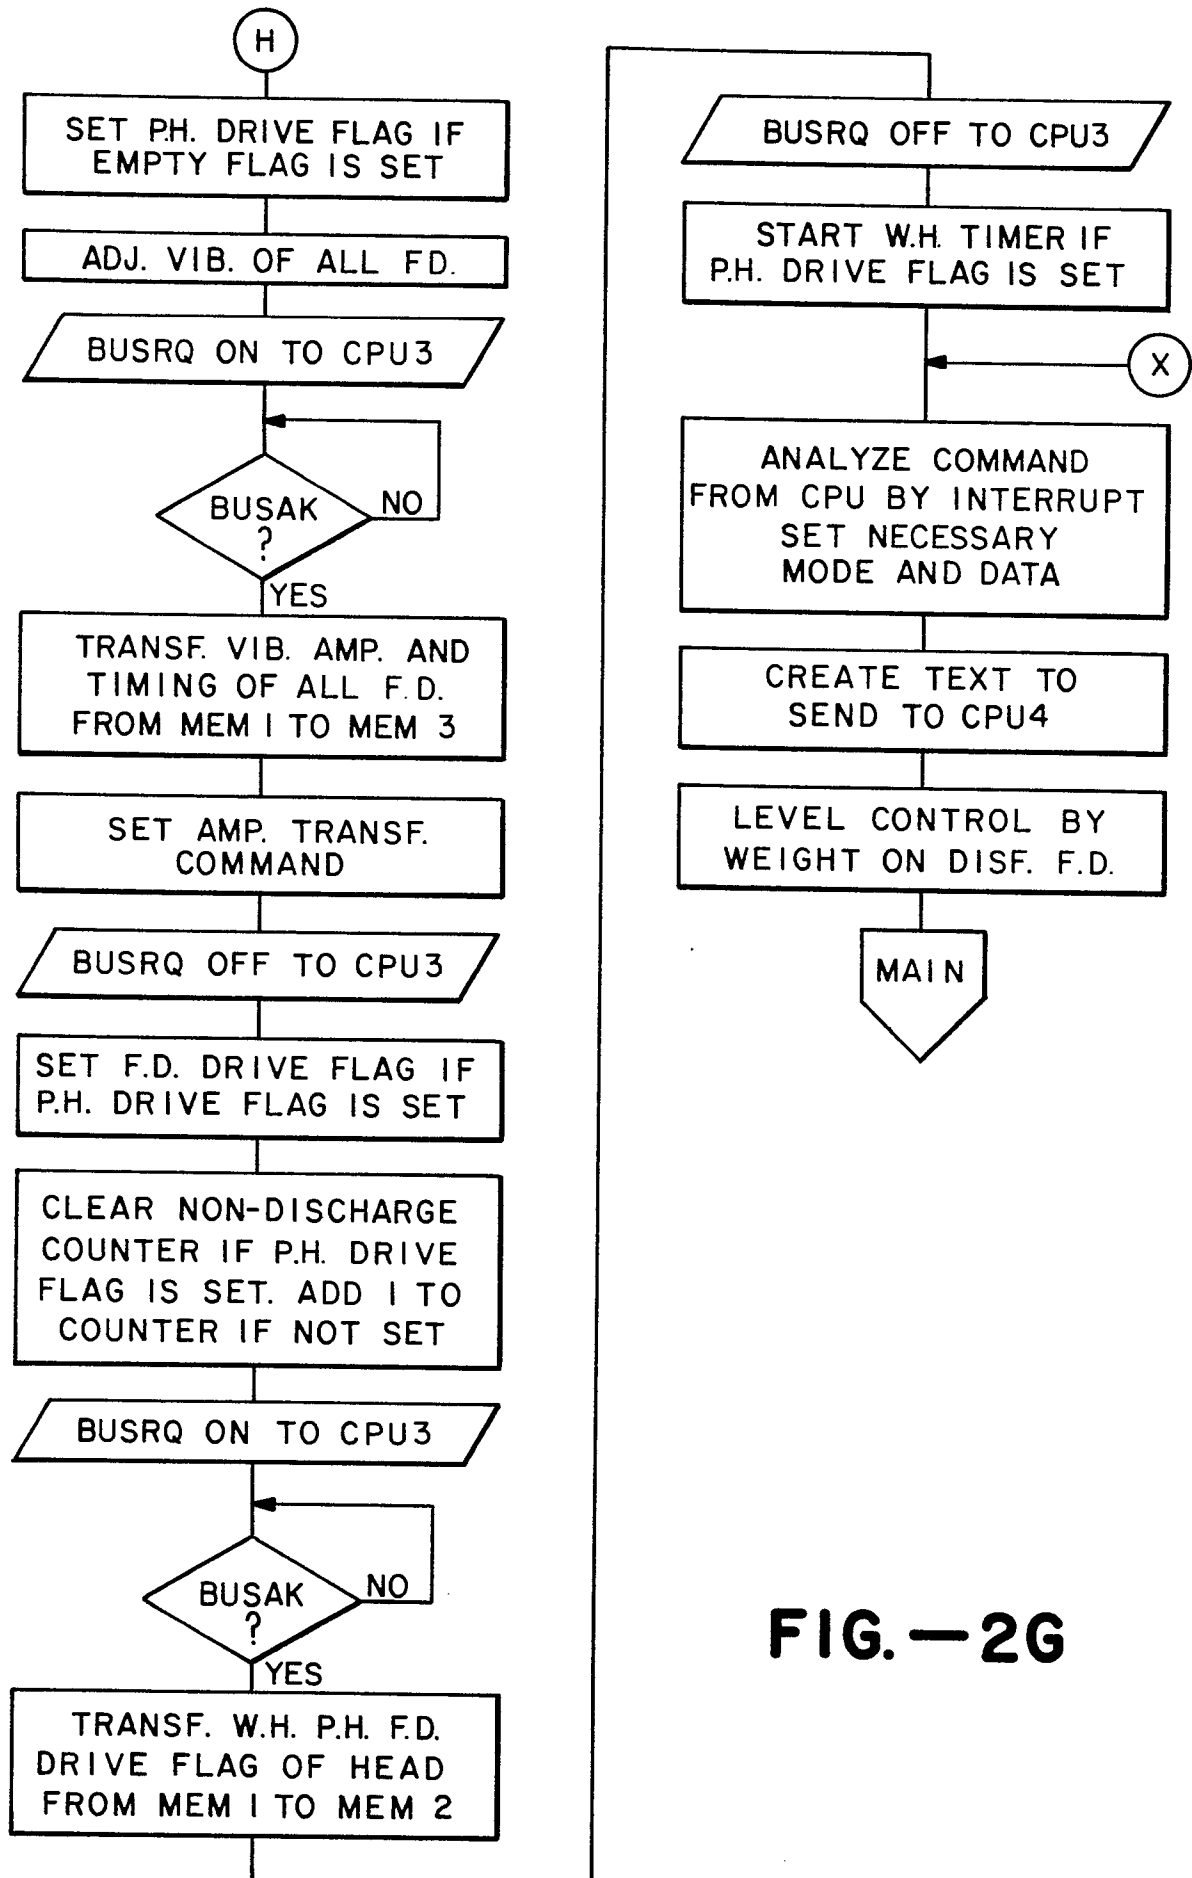 H
SET P.H. DRIVE FLAG IF
EMPTY FLAG IS SET
ADJ. VIB. OF ALL FD.
BUSRQ ON TO CPU3
BUSAK
?
NO
YES
TRANSF. VIB. AMP. AND
TIMING OF ALL F.D.
FROM MEM 1 TO MEM 3
SET AMP. TRANSF.
COMMAND
BUSRQ OFF TO CPU3
SET F.D. DRIVE FLAG IF
P.H. DRIVE FLAG IS SET
CLEAR NON-DISCHARGE
COUNTER IF P.H. DRIVE
FLAG IS SET. ADD 1 TO
COUNTER IF NOT SET
BUSRQ ON TO CPU3
BUSAK
?
NO
YES
TRANSF. W.H. P.H. F.D.
DRIVE FLAG OF HEAD
FROM MEM 1 TO MEM 2
BUSRQ OFF TO CPU3
START W.H. TIMER IF
P.H. DRIVE FLAG IS SET
X
ANALYZE COMMAND
FROM CPU BY INTERRUPT
SET NECESSARY
MODE AND DATA
CREATE TEXT TO
SEND TO CPU4
LEVEL CONTROL BY
WEIGHT ON DISF. F.D.
MAIN
FIG.—2G